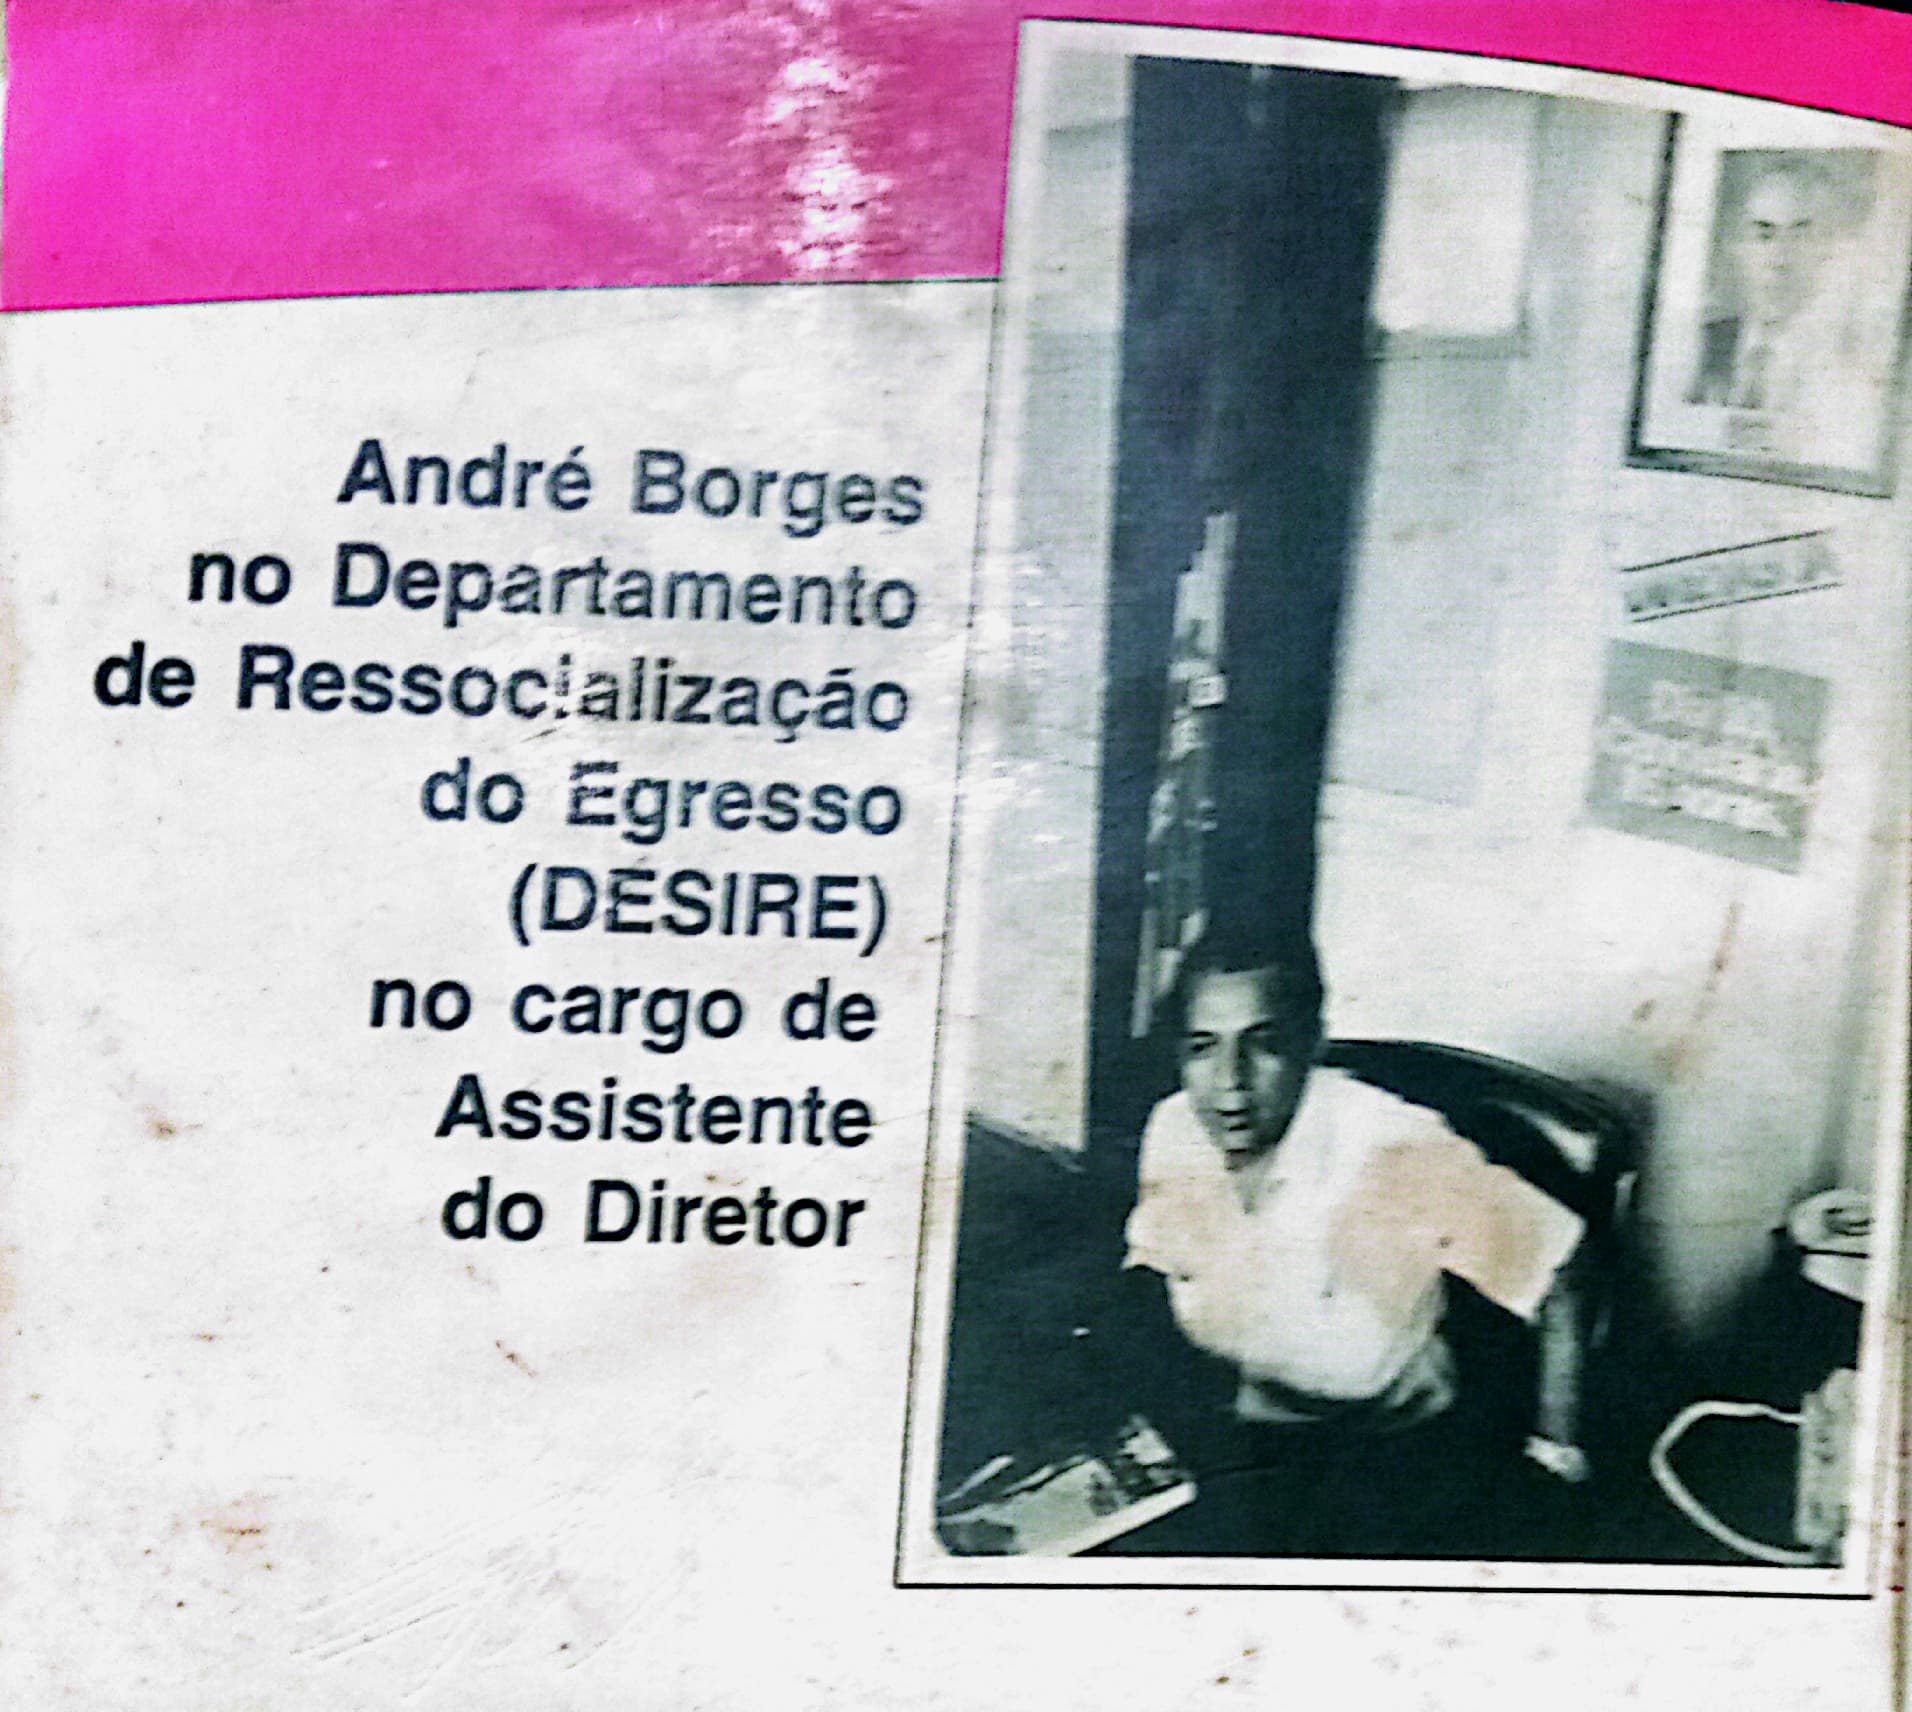 André Borges
no Departamento
de Ressocialização
do Egresso
(DESIRE)
no cargo de
Assistente
do Diretor